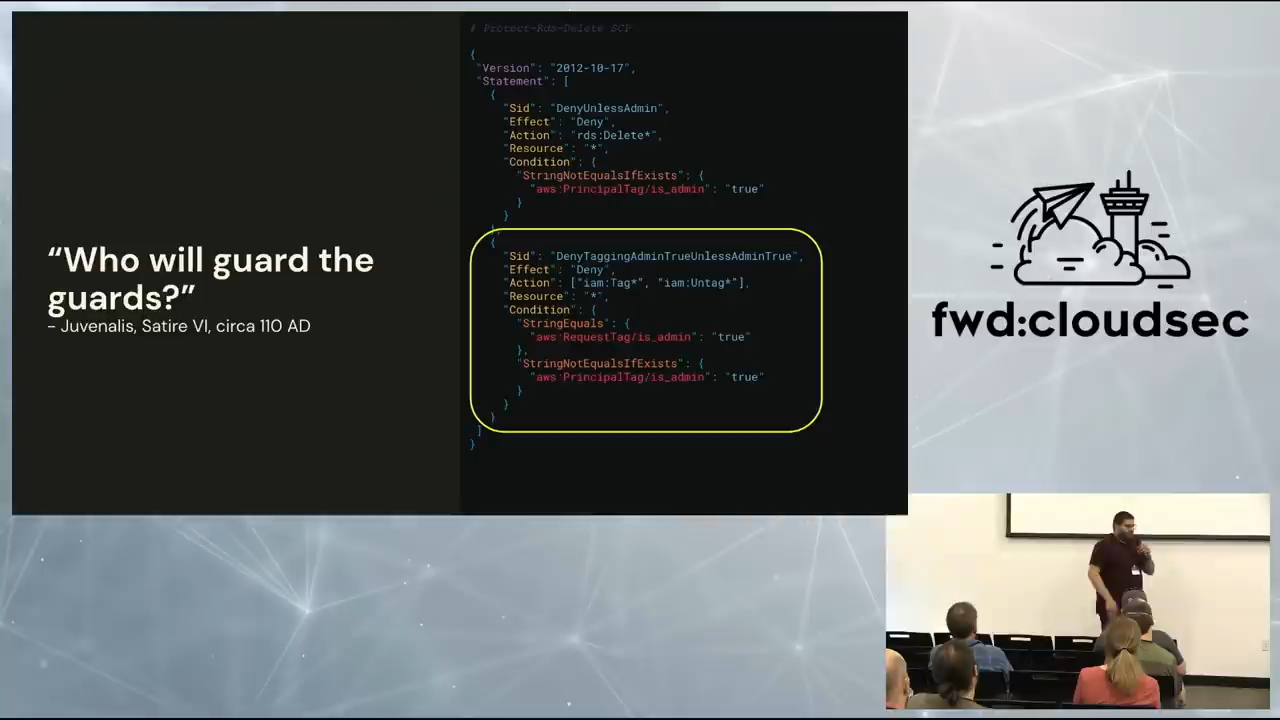 “Who will guard the
guards?”
- Juvenalis, Satire VI, circa 110 AD
# Protect-Rds-Delete SCP
{
"Version": "2012-10-17",
"Statement": [
{
"Sid": "DenyUnlessAdmin",
"Effect": "Deny",
"Action": "rds:Delete*",
"Resource": "*",
"Condition": {
"StringNotEqualsIfExists": {
"aws:PrincipalTag/is_admin": "true"
}
}
},
{
"Sid": "DenyTaggingAdminTrueUnlessAdminTrue",
"Effect": "Deny",
"Action": ["iam:Tag*", "iam:Untag*"],
"Resource": "*",
"Condition": {
"StringEquals": {
"aws:RequestTag/is_admin": "true"
},
"StringNotEqualsIfExists": {
"aws:PrincipalTag/is_admin": "true"
}
}
}
]
}
fwd:cloudsec